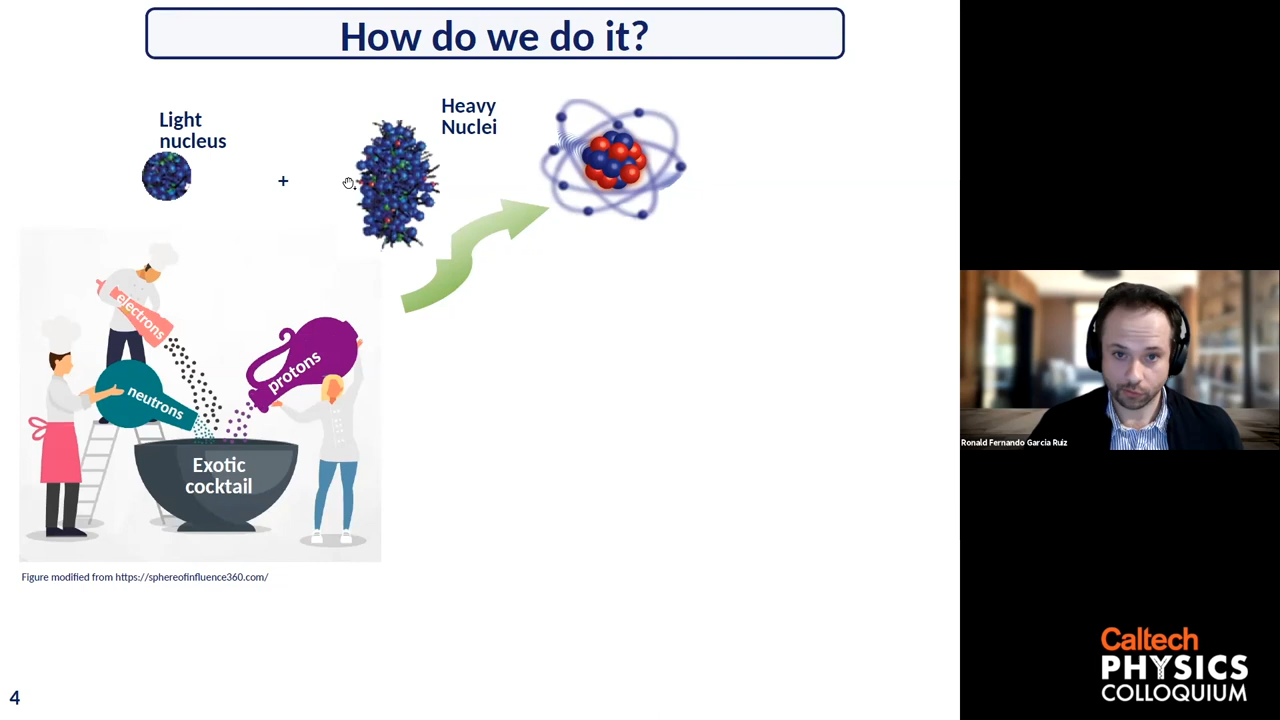 How do we do it?
Light
nucleus
+
Heavy
Nuclei
electrons
neutrons
protons
Exotic
cocktail
Figure modified from https://sphereofinfluence360.com/
4
Ronald Fernando Garcia Ruiz
Caltech
PHYSICS
COLLOQUIUM